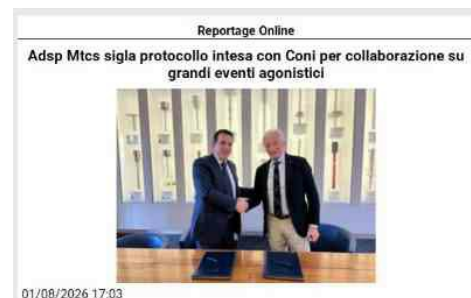 Reportage Online
Adsp Mtcs sigla protocollo intesa con Coni per collaborazione su
grandi eventi agonistici
01/08/2026 17:03